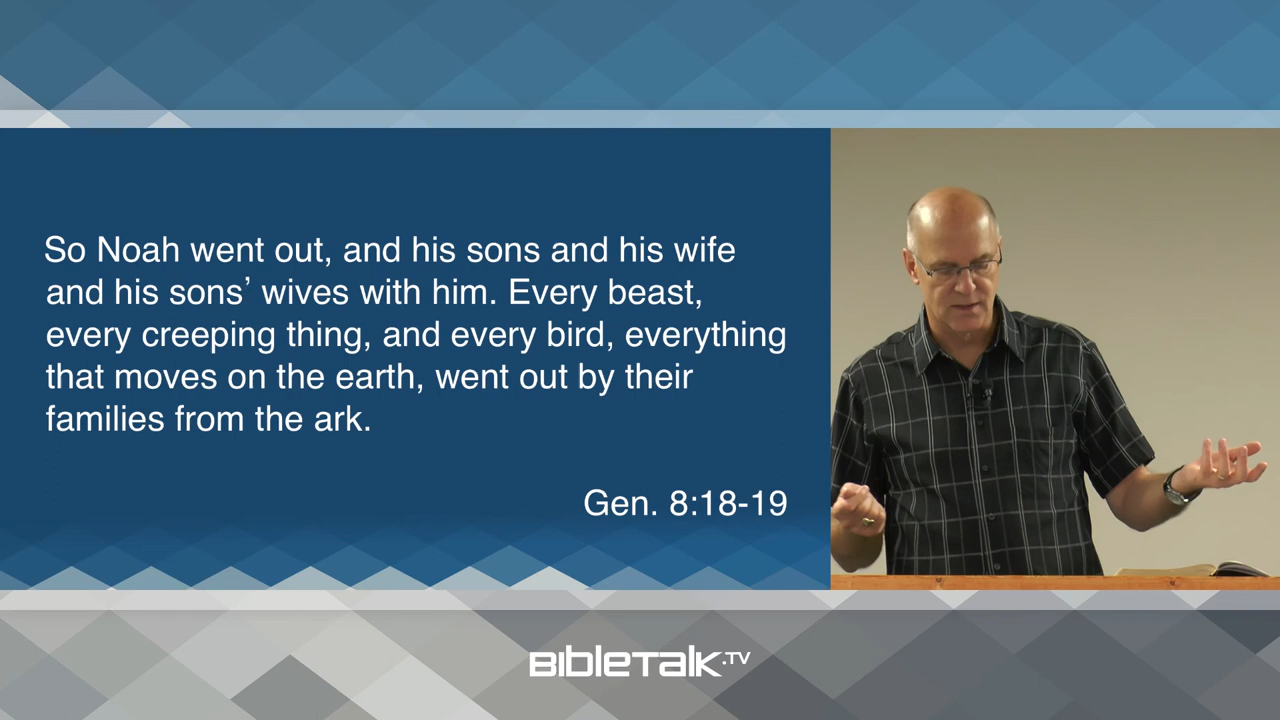 So Noah went out, and his sons and his wife
and his sons’ wives with him. Every beast,
every creeping thing, and every bird, everything
that moves on the earth, went out by their
families from the ark.
Gen. 8:18-19
BIBLETALK.TV